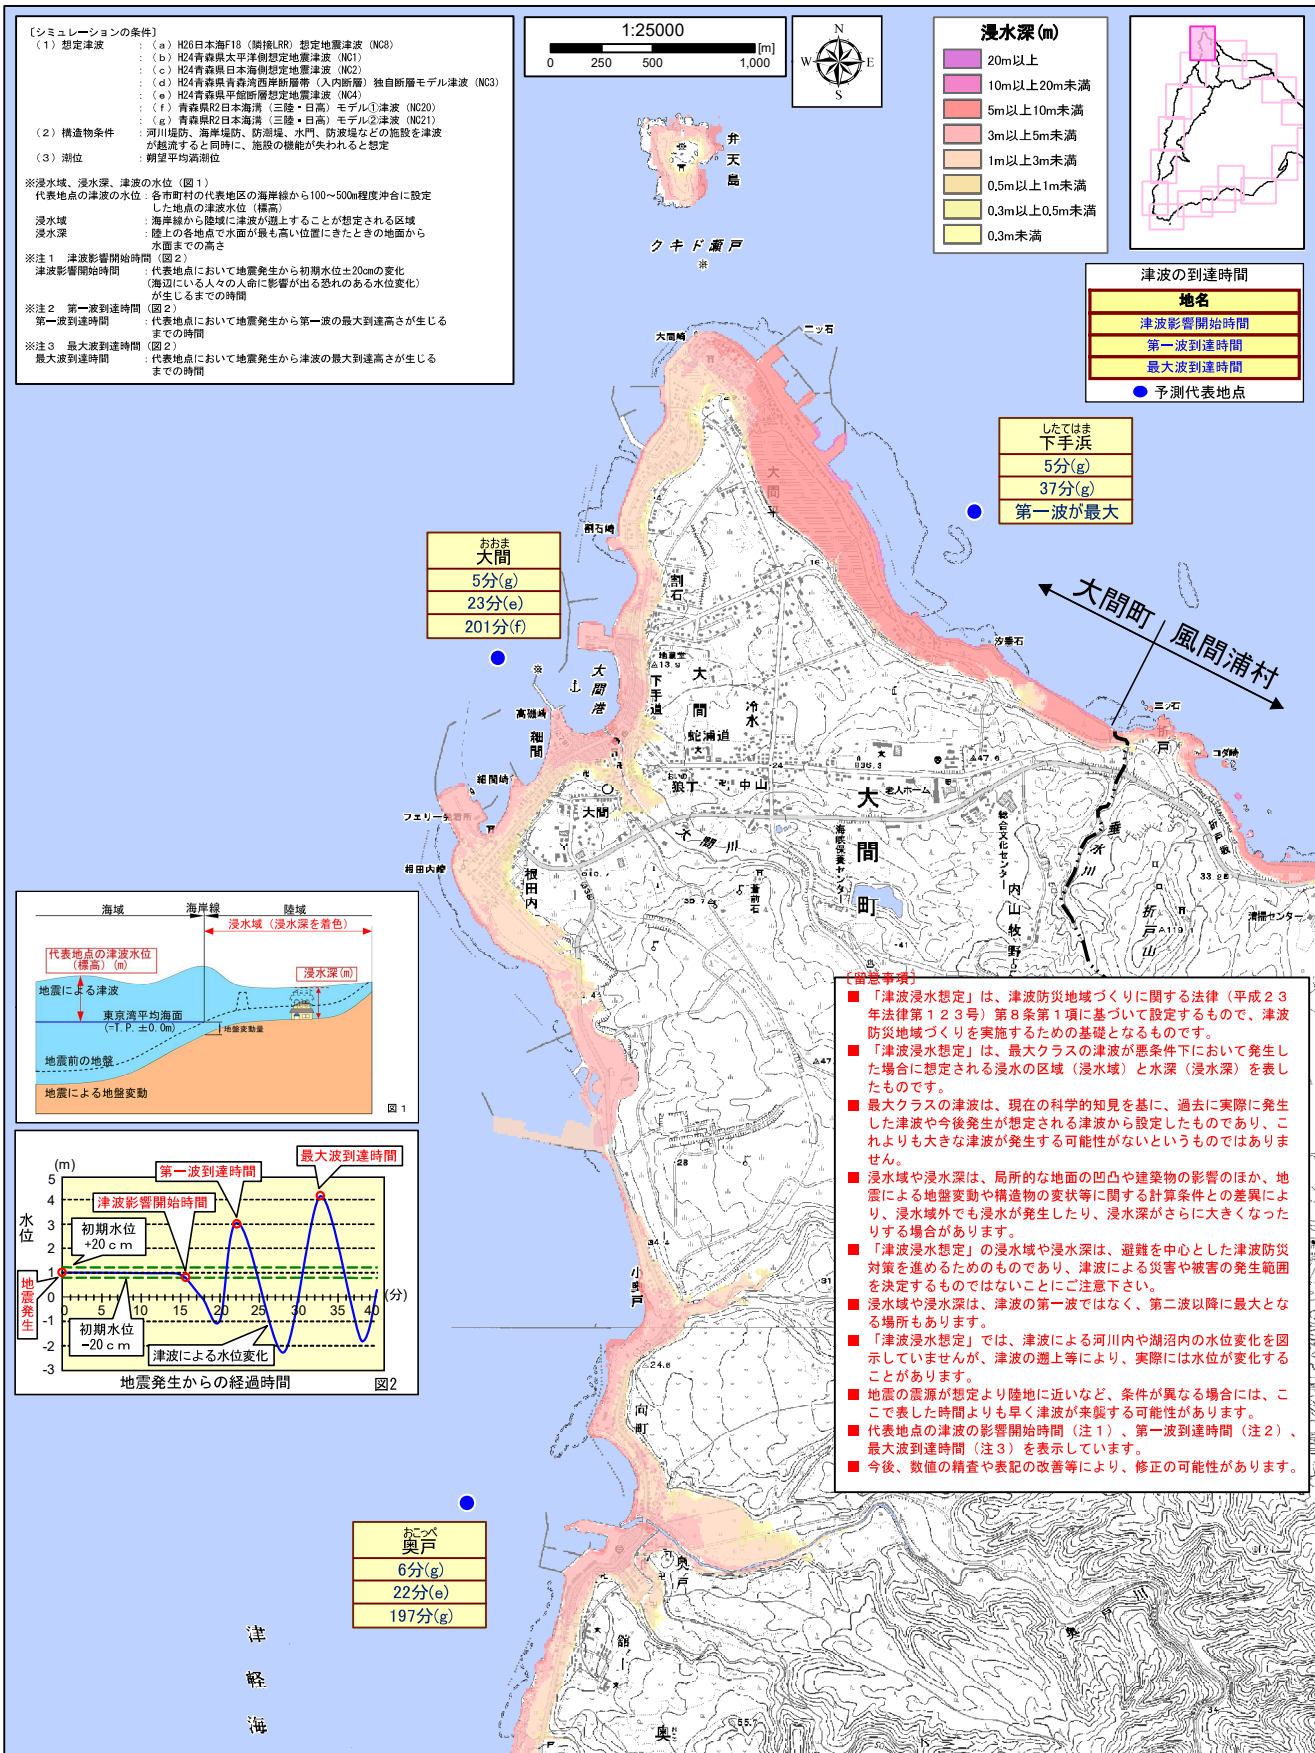 〔シミュレーションの条件〕
（１）想定津波　：（ａ）H26日本海F18（隣接LRR）想定地震津波（NC8）
：（ｂ）H24青森県太平洋側想定地震津波（NC1）
：（ｃ）H24青森県日本海側想定地震津波（NC2）
：（ｄ）H24青森県青森湾西岸断層帯（入内断層）独自断層モデル津波（NC3）
：（ｅ）H24青森県平舘断層想定地震津波（NC4）
：（ｆ）青森県R2日本海溝（三陸・日高）モデル①津波（NC20）
：（ｇ）青森県R2日本海溝（三陸・日高）モデル②津波（NC21）
（２）構造物条件　：河川堤防、海岸堤防、防潮堤、水門、防波堤などの施設を津波
が越流すると同時に、施設の機能が失われると想定
（３）潮位　：朔望平均満潮位
※浸水域、浸水深、津波の水位（図１）
代表地点の津波の水位：各市町村の代表地区の海岸線から100～500m程度沖合に設定
した地点の津波水位（標高）
浸水域　：海岸線から陸域に津波が遡上することが想定される区域
浸水深　：陸上の各地点で水面が最も高い位置にきたときの地面から
水面までの高さ
※注１　津波影響開始時間（図２）
津波影響開始時間　：代表地点において地震発生から初期水位±20cmの変化
（海辺にいる人々の人命に影響が出る恐れのある水位変化）
が生じるまでの時間
※注２　第一波到達時間（図２）
第一波到達時間　：代表地点において地震発生から第一波の最大到達高さが生じる
までの時間
※注３　最大波到達時間（図２）
最大波到達時間　：代表地点において地震発生から津波の最大到達高さが生じる
までの時間
1:25000
[m]
0 250 500 1,000
N
W E
S
浸水深(m)
20m以上
10m以上20m未満
5m以上10m未満
3m以上5m未満
1m以上3m未満
0.5m以上1m未満
0.3m以上0.5m未満
0.3m未満
津波の到達時間
地名
津波影響開始時間
第一波到達時間
最大波到達時間
予測代表地点
弁天島
クキド瀬戸
大間崎
二ッ石
したてはま
下手浜
5分(g)
37分(g)
第一波が最大
大間平
割石崎
おおま
大間
5分(g)
23分(e)
201分(f)
割石
16
大間町
風間浦村
汐垂石
地蔵堂
13.9
大間港
下手道
大間
冷水
高磯崎
細間
蛇浦道
三ッ石
折戸
コダ崎
細間崎
24
36.3
47.6
狼丁
中山
老人ホーム
フェリー発着所
大間
大間川
大間町
海峡保養センター
総合文化センター
垂水川
根田内崎
根田内
蒼前石
内山牧野
33.2
折戸山
清掃センター
41
海域
海岸線
陸域
浸水域（浸水深を着色）
代表地点の津波水位
（標高）(m)
浸水深(m)
地震による津波
東京湾平均海面
(=T.P.±0.0m)
地盤変動量
地震前の地盤
地震による地盤変動
図１
〔留意事項〕
■ 「津波浸水想定」は、津波防災地域づくりに関する法律（平成２３
年法律第１２３号）第８条第１項に基づいて設定するもので、津波
防災地域づくりを実施するための基礎となるものです。
■ 「津波浸水想定」は、最大クラスの津波が悪条件下において発生し
た場合に想定される浸水の区域（浸水域）と水深（浸水深）を表し
たものです。
■ 最大クラスの津波は、現在の科学的知見を基に、過去に実際に発生
した津波や今後発生が想定される津波から設定したものであり、こ
れよりも大きな津波が発生する可能性がないというものではありま
せん。
■ 浸水域や浸水深は、局所的な地面の凹凸や建築物の影響のほか、地
震による地盤変動や構造物の変状等に関する計算条件との差異によ
り、浸水域外でも浸水が発生したり、浸水深がさらに大きくなった
りする場合があります。
■ 「津波浸水想定」の浸水域や浸水深は、避難を中心とした津波防災
対策を進めるためのものであり、津波による災害や被害の発生範囲
を決定するものではないことにご注意下さい。
■ 浸水域や浸水深は、津波の第一波ではなく、第二波以降に最大とな
る場所もあります。
■ 「津波浸水想定」では、津波による河川内や湖沼内の水位変化を図
示していませんが、津波の遡上等により、実際には水位が変化する
ことがあります。
■ 地震の震源が想定より陸地に近いなど、条件が異なる場合には、こ
こで表した時間よりも早く津波が来襲する可能性があります。
■ 代表地点の津波の影響開始時間（注１）、第一波到達時間（注２）、
最大波到達時間（注３）を表示しています。
■ 今後、数値の精査や表記の改善等により、修正の可能性があります。
(m)
水位
5
4
3
2
1
0
-1
-2
-3
第一波到達時間
最大波到達時間
津波影響開始時間
初期水位
+20ｃｍ
地震発生
0 5 10 15 20 25 30 35 40 (分)
初期水位
-20ｃｍ
津波による水位変化
地震発生からの経過時間
図2
28
34.4
31
24.6
向町
おこっぺ
奥戸
6分(g)
22分(e)
197分(g)
奥戸
津軽海
舘ノ
奥